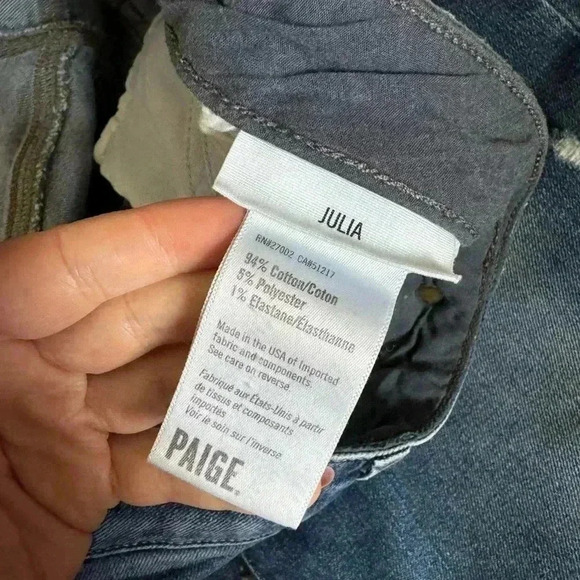 JULIA
RN#27002 CA#51217
94% Cotton/Coton
5% Polyester
1% Elastane/Élasthanne
Made in the USA of imported
fabric and components.
See care on reverse.
Fabriqué aux États-Unis à partir
de tissus et composants
importés
Voir le soin sur l'inverse
PAIGE®